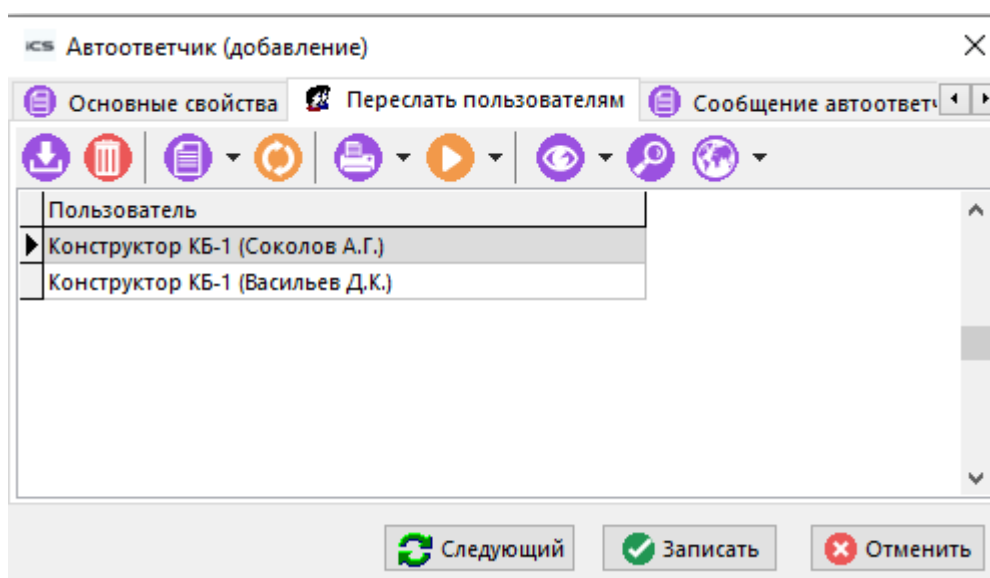 iCS Автоответчик (добавление)
Основные свойства Переслать пользователям Сообщение
Пользователь
Конструктор КБ-1 (Соколов А.Г.)
Конструктор КБ-1 (Васильев Д.К.)
Следующий Записать Отменить